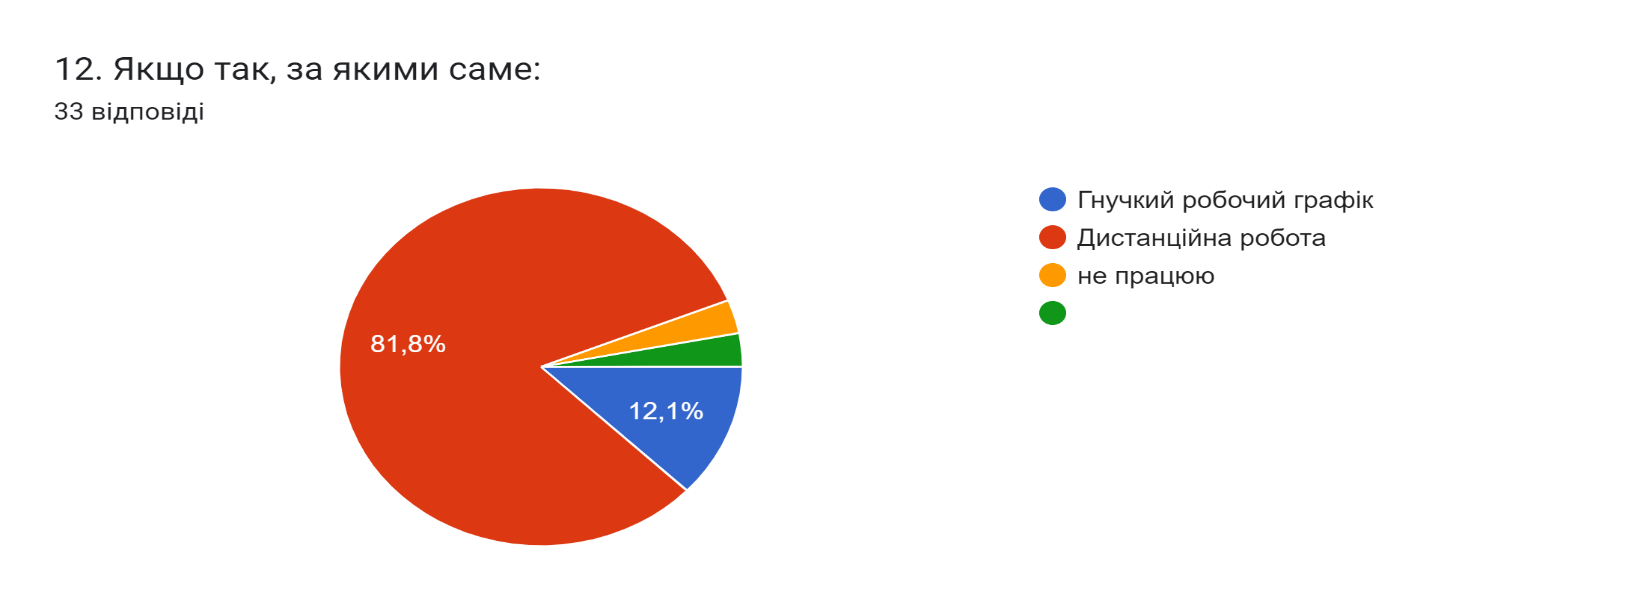 12. Якщо так, за якими саме:
33 відповіді
Гнучкий робочий графік
Дистанційна робота
не працюю
81,8%
12,1%